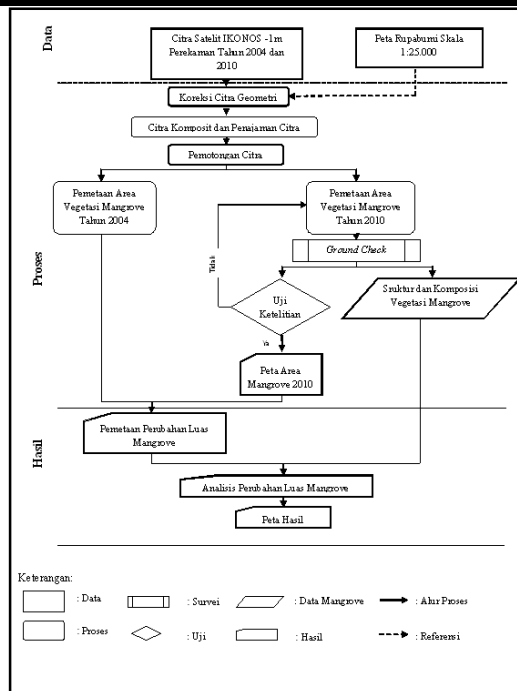 Data
Citra Satelit IKONOS -1m
Perekaman Tahun 2004 dan
2010
Peta Rupabumi Skala
1:25.000
Koreksi Citra Geometri
Citra Komposit dan Penajaman Citra
Pemotongan Citra
Proses
Pemetaan Area
Vegetasi Mangrove
Tahun 2004
Pemetaan Area
Vegetasi Mangrove
Tahun 2010
Ground Check
Tidak
Uji
Ketelitian
Sruktur dan Komposisi
Vegetasi Mangrove
Ya
Peta Area
Mangrove 2010
Hasil
Pemetaan Perubahan Luas
Mangrove
Analisis Perubahan Luas Mangrove
Peta Hasil
Keterangan:
: Data
: Survei
: Data Mangrove
: Alur Proses
: Proses
: Uji
: Hasil
: Referensi